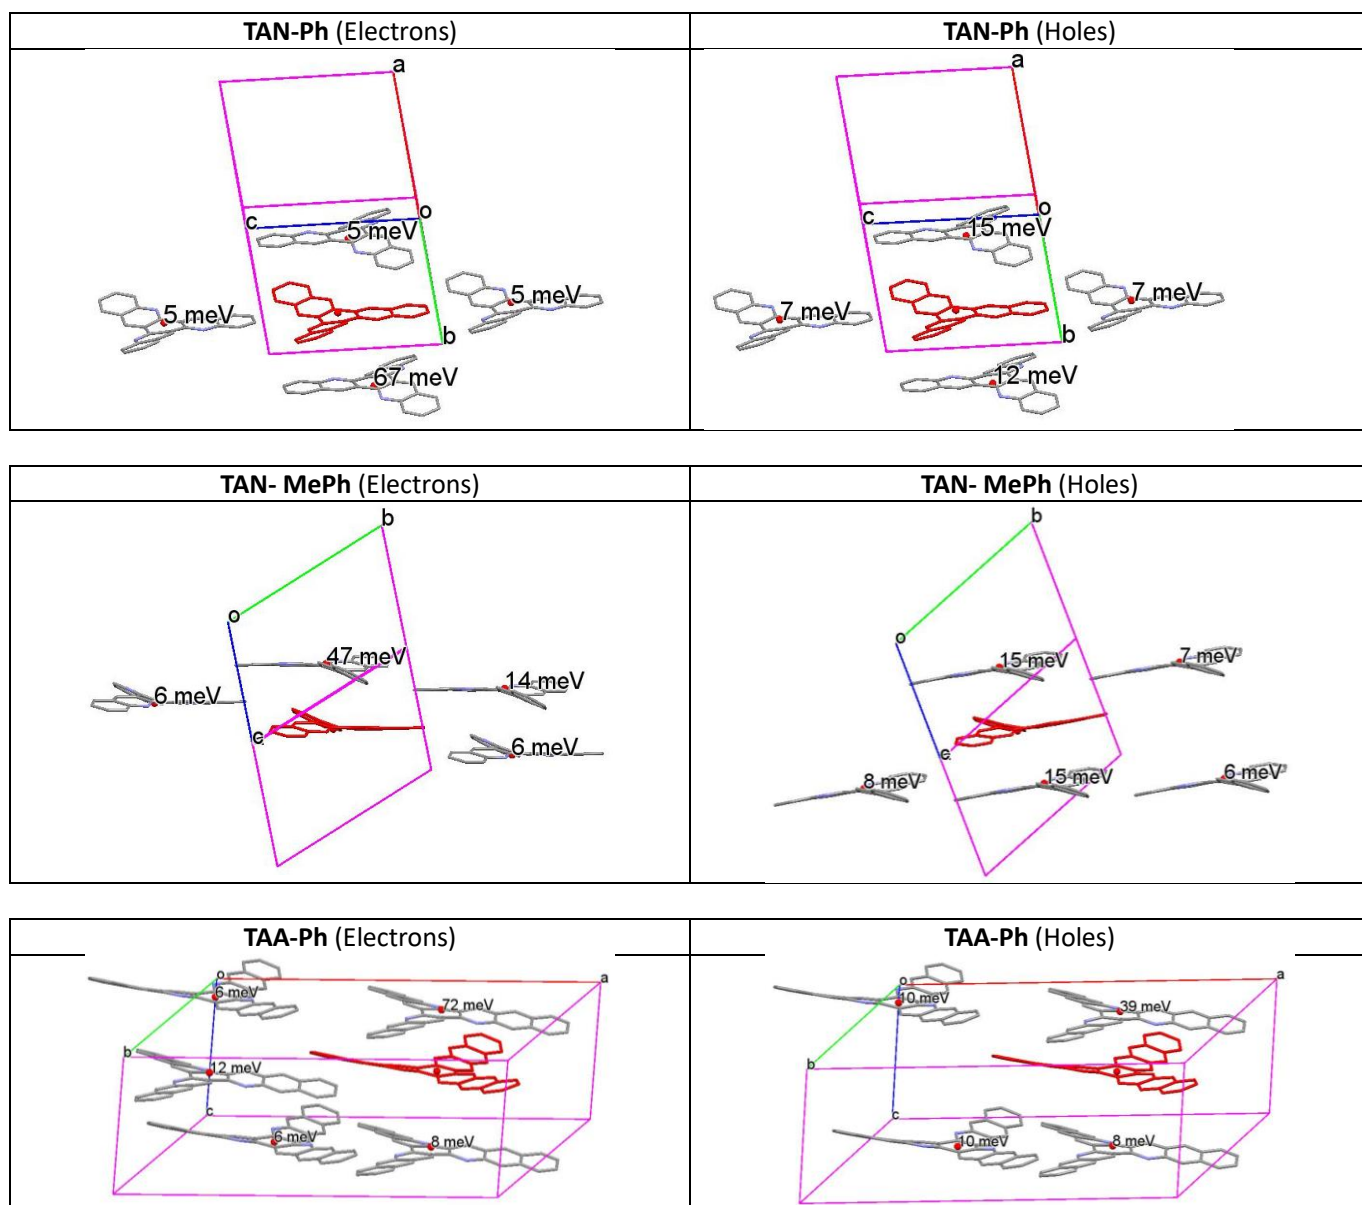 TAN-Ph (Electrons)
TAN-Ph (Holes)
a
c
o
5 meV
5 meV
5 meV
b
67 meV
a
c
o
15 meV
7 meV
7 meV
b
12 meV
TAN- MePh (Electrons)
TAN- MePh (Holes)
b
o
47 meV
14 meV
6 meV
c
6 meV
b
o
15 meV
7 meV
c
8 meV
15 meV
6 meV
TAA-Ph (Electrons)
TAA-Ph (Holes)
o
a
6 meV
72 meV
b
12 meV
c
6 meV
8 meV
o
a
10 meV
39 meV
b
c
10 meV
8 meV